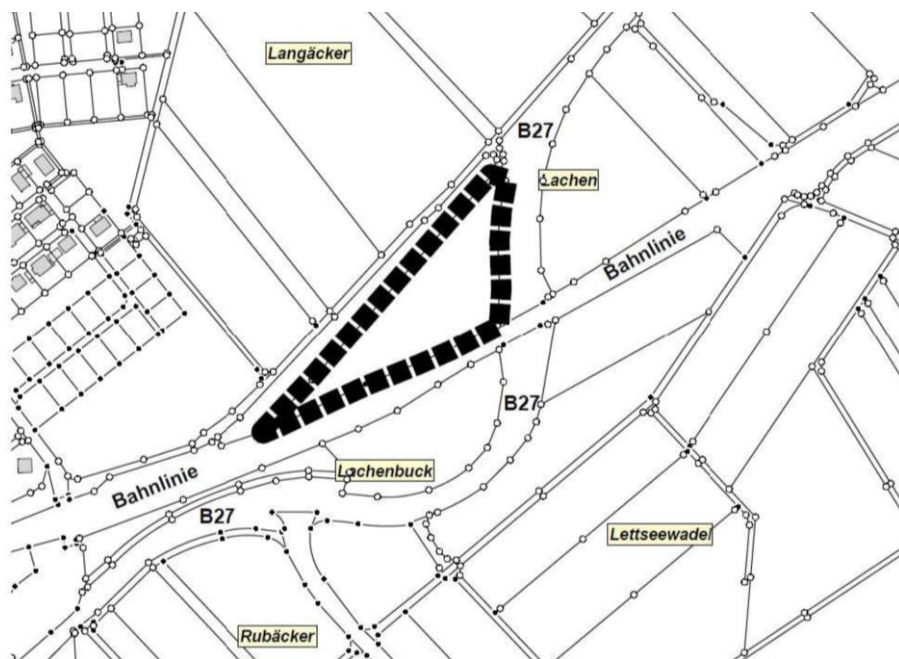 Langäcker
B27
Lachen
Bahnlinie
B27
Lachenbuck
Bahnlinie
B27
Lettseewadel
Rubäcker